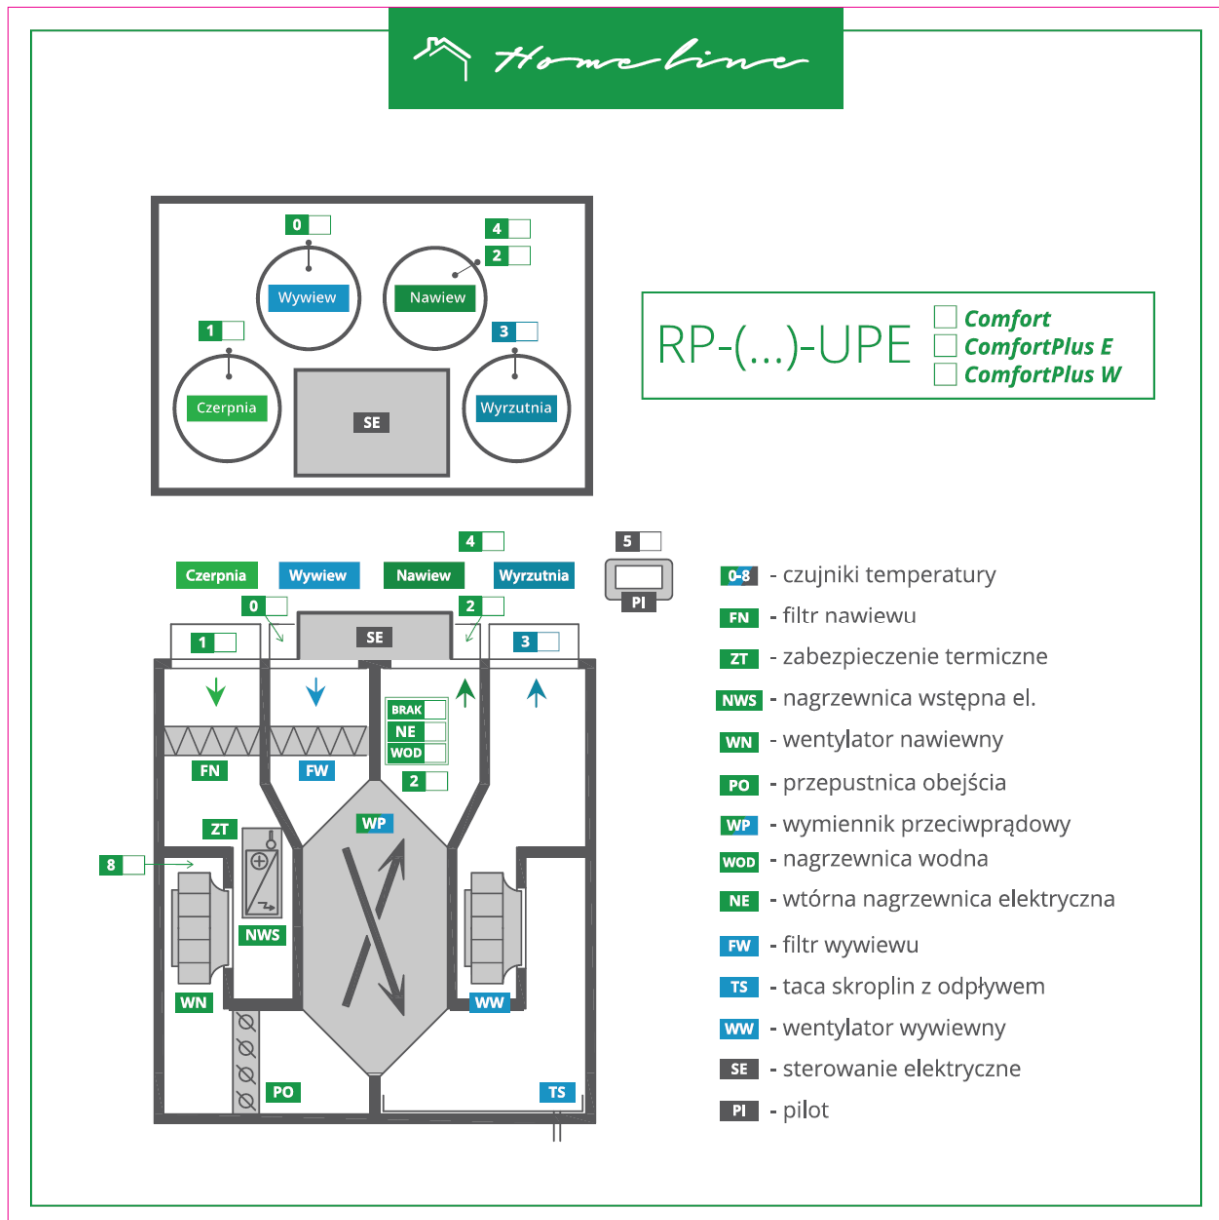 Home line
0
4
2
Wywiew
Nawiew
1
3
Czerpnia
SE
Wyrzutnia
RP-(...)-UPE
Comfort
ComfortPlus E
ComfortPlus W
4
5
Czerpnia
Wywiew
Nawiew
Wyrzutnia
PI
0
2
1
SE
3
BRAK
NE
WOD
FN
FW
2
ZT
WP
8
NWS
WN
WW
PO
TS
0-8 - czujniki temperatury
FN - filtr nawiewu
ZT - zabezpieczenie termiczne
NWS - nagrzewnica wstępna el.
WN - wentylator nawiewny
PO - przepustnica obejścia
WP - wymiennik przeciwprądowy
WOD - nagrzewnica wodna
NE - wtórna nagrzewnica elektryczna
FW - filtr wywiewu
TS - taca skroplin z odpływem
WW - wentylator wywiewny
SE - sterowanie elektryczne
PI - pilot